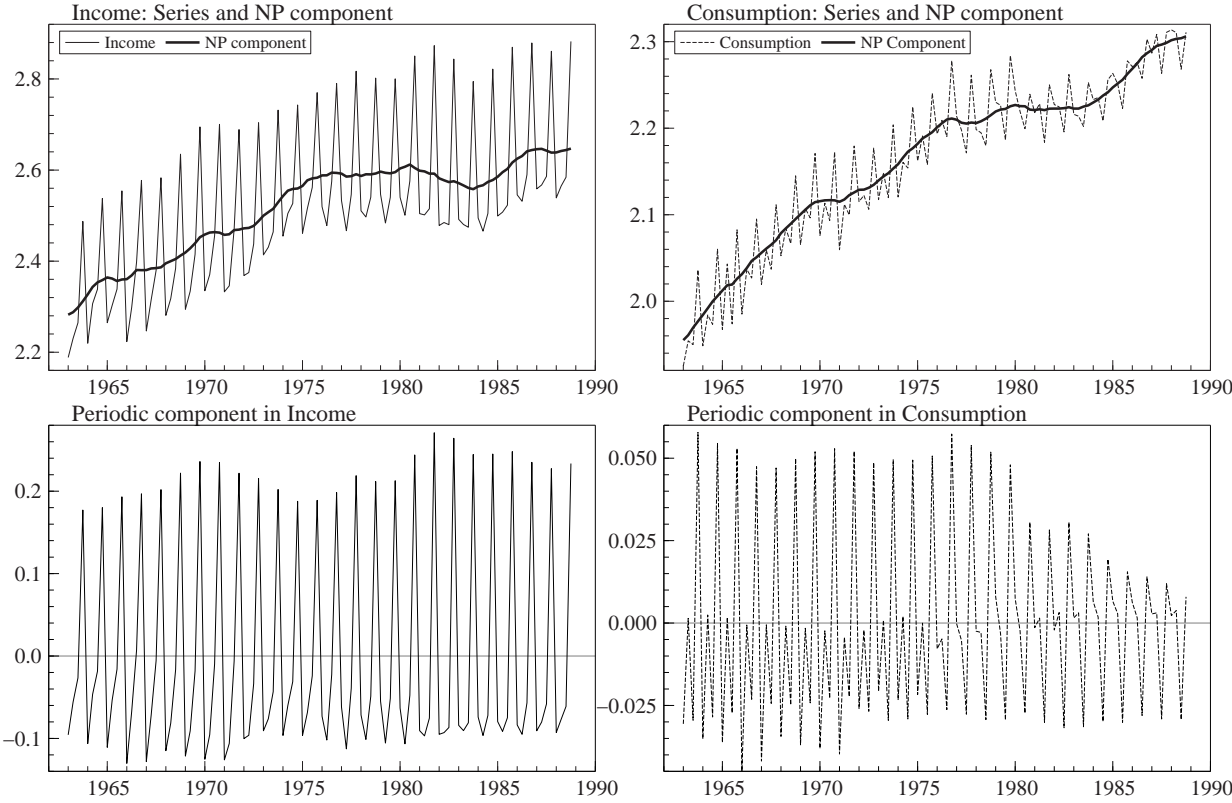 Income: Series and NP component
Income NP component
2.8
2.6
2.4
2.2
1965 1970 1975 1980 1985 1990
Consumption: Series and NP component
Consumption NP Component
2.3
2.2
2.1
2.0
1965 1970 1975 1980 1985 1990
Periodic component in Income
0.2
0.1
0.0
−0.1
1965 1970 1975 1980 1985 1990
Periodic component in Consumption
0.050
0.025
0.000
−0.025
1965 1970 1975 1980 1985 1990